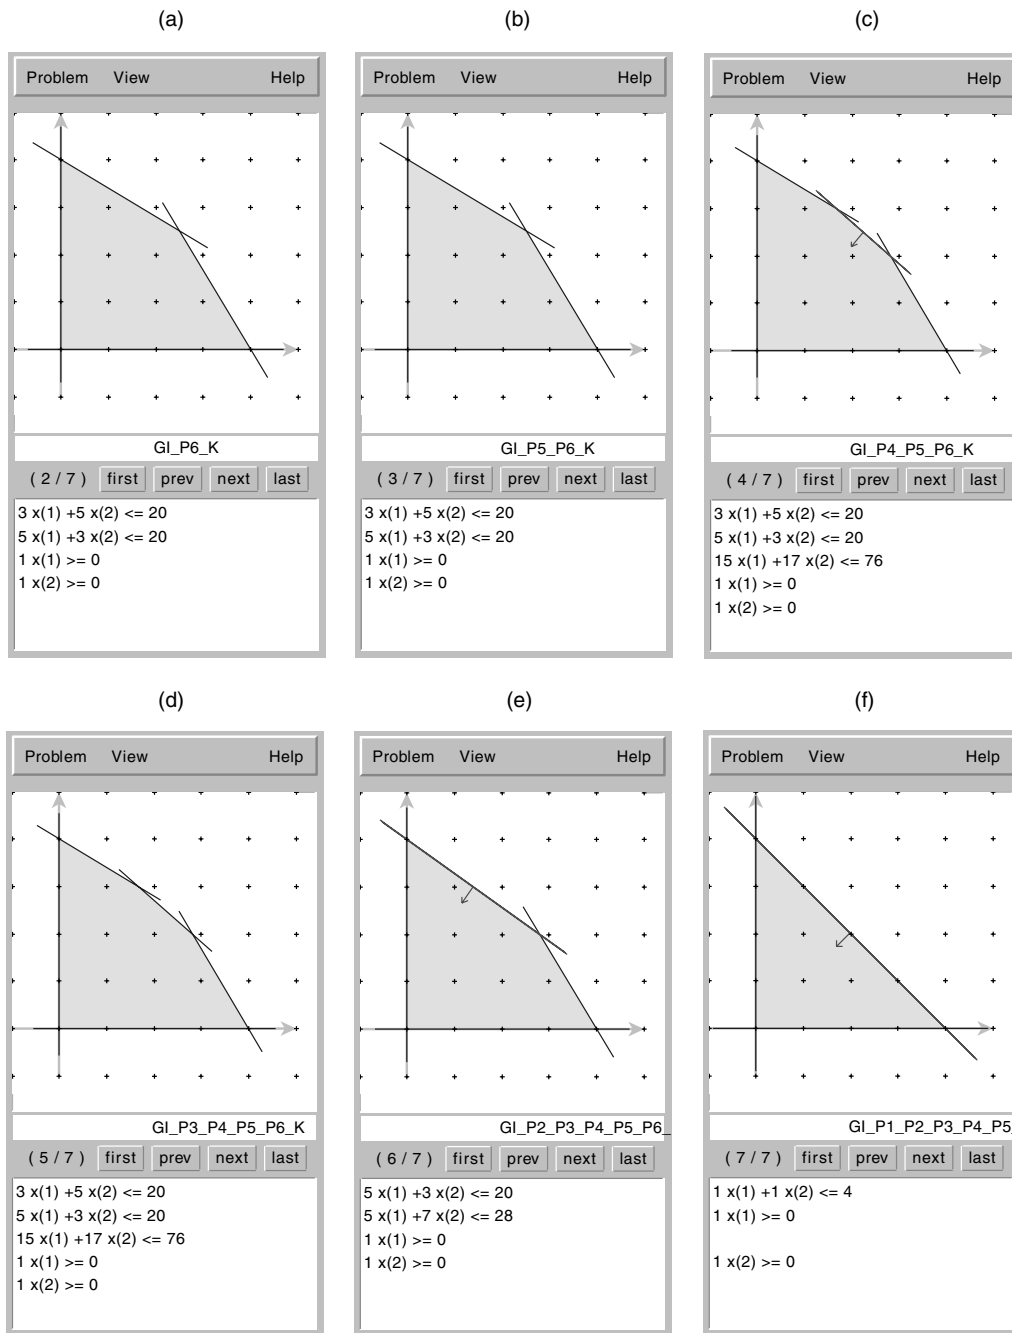 (a)
Problem View Help
GI_P6_K
( 2 / 7 ) first prev next last
3 x(1) +5 x(2) <= 20
5 x(1) +3 x(2) <= 20
1 x(1) >= 0
1 x(2) >= 0
(b)
Problem View Help
GI_P5_P6_K
( 3 / 7 ) first prev next last
3 x(1) +5 x(2) <= 20
5 x(1) +3 x(2) <= 20
1 x(1) >= 0
1 x(2) >= 0
(c)
Problem View Help
GI_P4_P5_P6_K
( 4 / 7 ) first prev next last
3 x(1) +5 x(2) <= 20
5 x(1) +3 x(2) <= 20
15 x(1) +17 x(2) <= 76
1 x(1) >= 0
1 x(2) >= 0
(d)
Problem View Help
GI_P3_P4_P5_P6_K
( 5 / 7 ) first prev next last
3 x(1) +5 x(2) <= 20
5 x(1) +3 x(2) <= 20
15 x(1) +17 x(2) <= 76
1 x(1) >= 0
1 x(2) >= 0
(e)
Problem View Help
GI_P2_P3_P4_P5_P6_
( 6 / 7 ) first prev next last
5 x(1) +3 x(2) <= 20
5 x(1) +7 x(2) <= 28
1 x(1) >= 0
1 x(2) >= 0
(f)
Problem View Help
GI_P1_P2_P3_P4_P5_
( 7 / 7 ) first prev next last
1 x(1) +1 x(2) <= 4
1 x(1) >= 0
1 x(2) >= 0